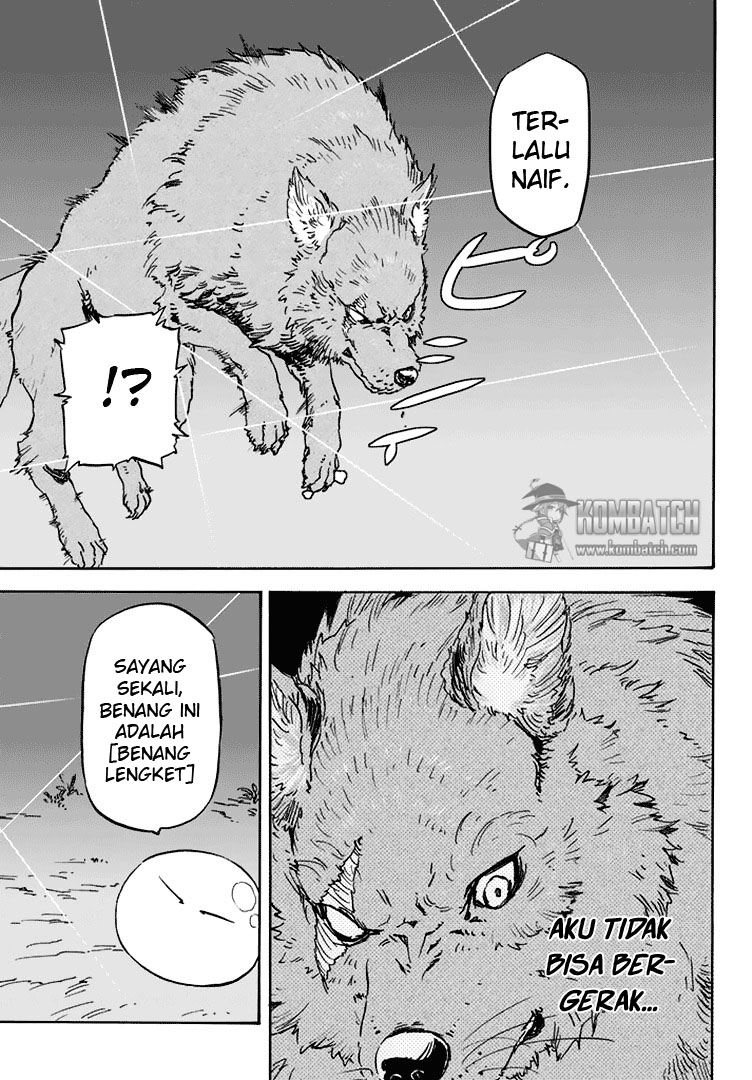 TER-
LALU
NAIF.
ピ
!?
KOMBATCH
www.kombatch.com
AKU TIDAK
BISA BER-
GERAK...
SAYANG
SEKALI,
BENANG INI
ADALAH
[BENANG
LENGKET]